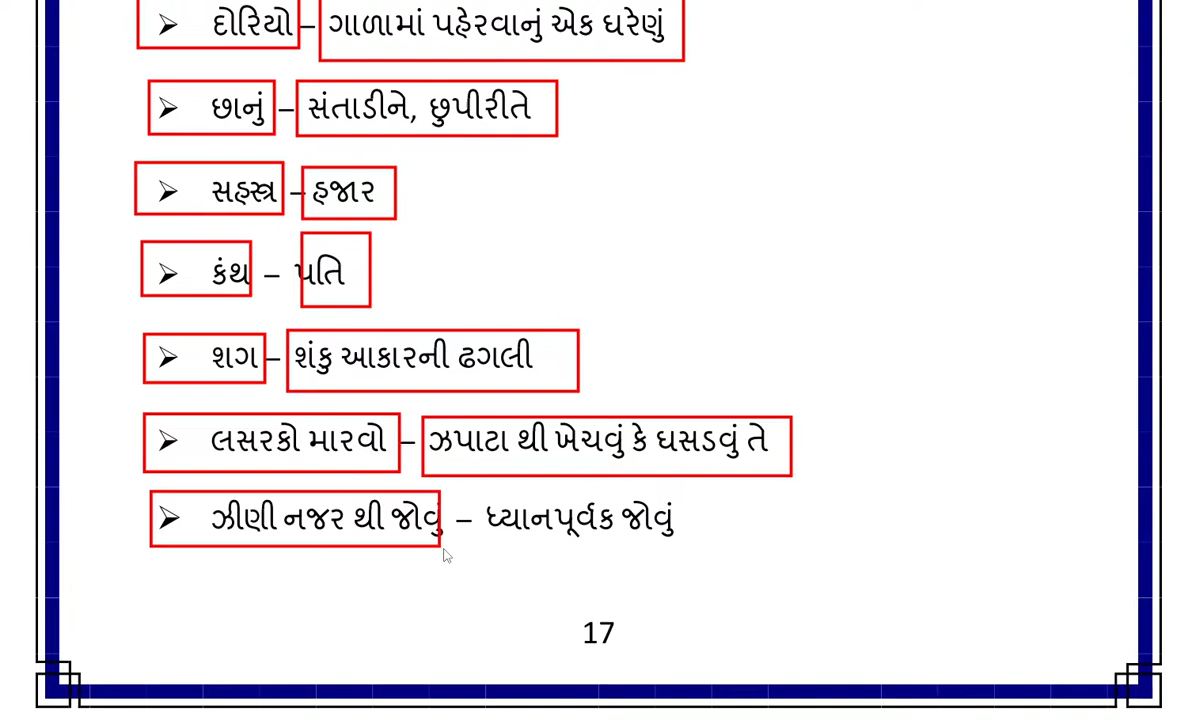 ➢ દોરિયો – ગાળામાં પહેરવાનું એક ઘરેણું
➢ છાનું – સંતાડીને, છુપીરીતે
➢ સહસ્ત્ર – હજાર
➢ કંથ – પતિ
➢ શગ – શંકુ આકારની ઢગલી
➢ લસરકો મારવો – ઝપાટા થી ખેચવું કે ઘસડવું તે
➢ ઝીણી નજર થી જોવું – ધ્યાનપૂર્વક જોવું
17